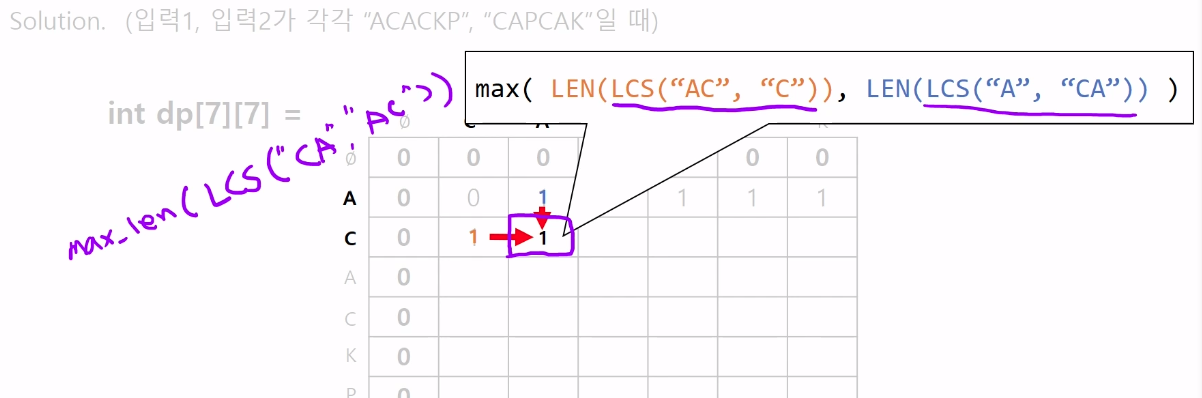 Solution. (입력1, 입력2가 각각 “ACACKP”, “CAPCAK”일 때)
max( LEN(LCS(“AC”, “C”)), LEN(LCS(“A”, “CA”)) )
int dp[7][7] =
max_len(LCS("CA", "AC"))
Ø
Ø 0 0 0 0 0
A 0 0 1 1 1 1
C 0 1 1
A 0
C 0
K 0
P 0